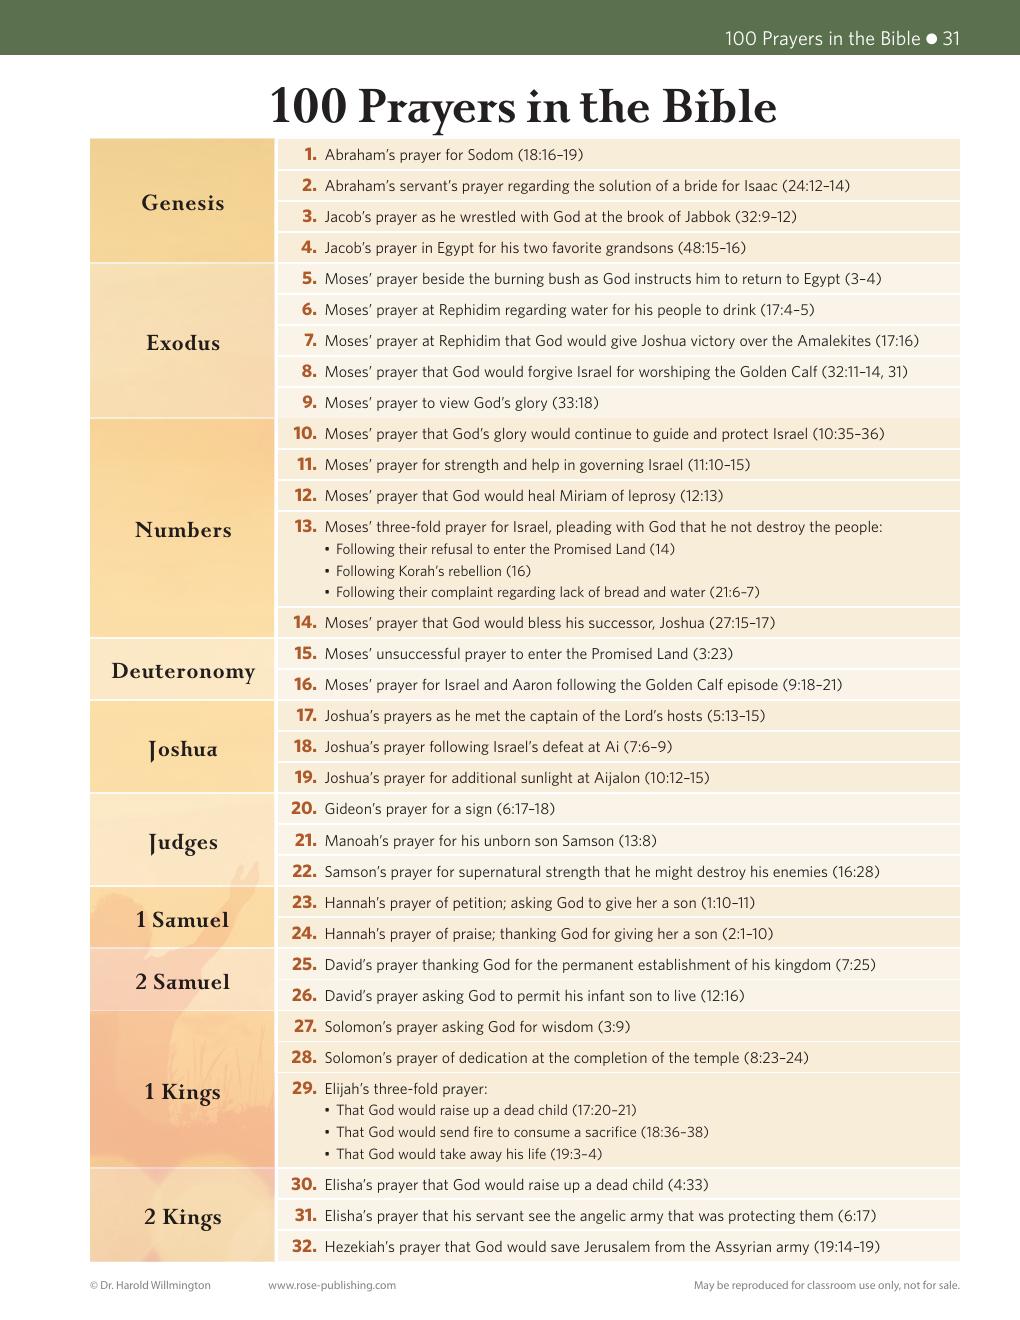 100 Prayers in the Bible ● 31
100 Prayers in the Bible
Genesis
1. Abraham’s prayer for Sodom (18:16–19)
2. Abraham’s servant’s prayer regarding the solution of a bride for Isaac (24:12–14)
3. Jacob’s prayer as he wrestled with God at the brook of Jabbok (32:9–12)
4. Jacob’s prayer in Egypt for his two favorite grandsons (48:15–16)
Exodus
5. Moses’ prayer beside the burning bush as God instructs him to return to Egypt (3–4)
6. Moses’ prayer at Rephidim regarding water for his people to drink (17:4–5)
7. Moses’ prayer at Rephidim that God would give Joshua victory over the Amalekites (17:16)
8. Moses’ prayer that God would forgive Israel for worshiping the Golden Calf (32:11–14, 31)
9. Moses’ prayer to view God’s glory (33:18)
Numbers
10. Moses’ prayer that God’s glory would continue to guide and protect Israel (10:35–36)
11. Moses’ prayer for strength and help in governing Israel (11:10–15)
12. Moses’ prayer that God would heal Miriam of leprosy (12:13)
13. Moses’ three-fold prayer for Israel, pleading with God that he not destroy the people:
• Following their refusal to enter the Promised Land (14)
• Following Korah’s rebellion (16)
• Following their complaint regarding lack of bread and water (21:6–7)
14. Moses’ prayer that God would bless his successor, Joshua (27:15–17)
Deuteronomy
15. Moses’ unsuccessful prayer to enter the Promised Land (3:23)
16. Moses’ prayer for Israel and Aaron following the Golden Calf episode (9:18–21)
Joshua
17. Joshua’s prayers as he met the captain of the Lord’s hosts (5:13–15)
18. Joshua’s prayer following Israel’s defeat at Ai (7:6–9)
19. Joshua’s prayer for additional sunlight at Aijalon (10:12–15)
Judges
20. Gideon’s prayer for a sign (6:17–18)
21. Manoah’s prayer for his unborn son Samson (13:8)
22. Samson’s prayer for supernatural strength that he might destroy his enemies (16:28)
1 Samuel
23. Hannah’s prayer of petition; asking God to give her a son (1:10–11)
24. Hannah’s prayer of praise; thanking God for giving her a son (2:1–10)
2 Samuel
25. David’s prayer thanking God for the permanent establishment of his kingdom (7:25)
26. David’s prayer asking God to permit his infant son to live (12:16)
1 Kings
27. Solomon’s prayer asking God for wisdom (3:9)
28. Solomon’s prayer of dedication at the completion of the temple (8:23–24)
29. Elijah’s three-fold prayer:
• That God would raise up a dead child (17:20–21)
• That God would send fire to consume a sacrifice (18:36–38)
• That God would take away his life (19:3–4)
2 Kings
30. Elisha’s prayer that God would raise up a dead child (4:33)
31. Elisha’s prayer that his servant see the angelic army that was protecting them (6:17)
32. Hezekiah’s prayer that God would save Jerusalem from the Assyrian army (19:14–19)
© Dr. Harold Willmington www.rose-publishing.com May be reproduced for classroom use only, not for sale.